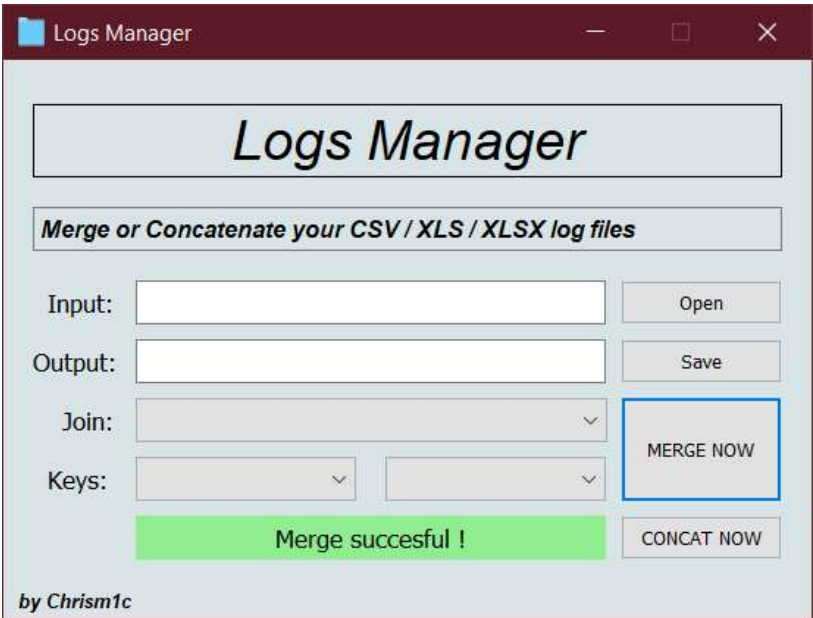 Logs Manager
Logs Manager
Merge or Concatenate your CSV / XLS / XLSX log files
Input:
Open
Output:
Save
Join:
MERGE NOW
Keys:
Merge succesful !
CONCAT NOW
by Chrism1c